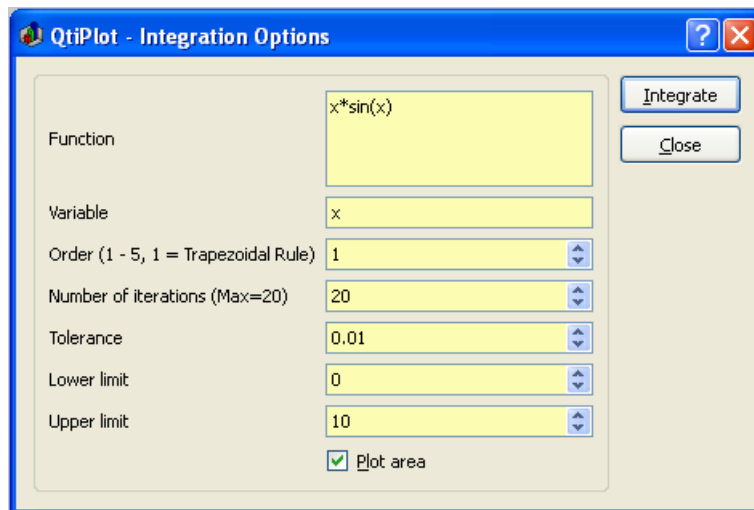 QtiPlot - Integration Options
Function
x*sin(x)
Integrate
Close
Variable
x
Order (1 - 5, 1 = Trapezoidal Rule)
1
Number of iterations (Max=20)
20
Tolerance
0.01
Lower limit
0
Upper limit
10
Plot area